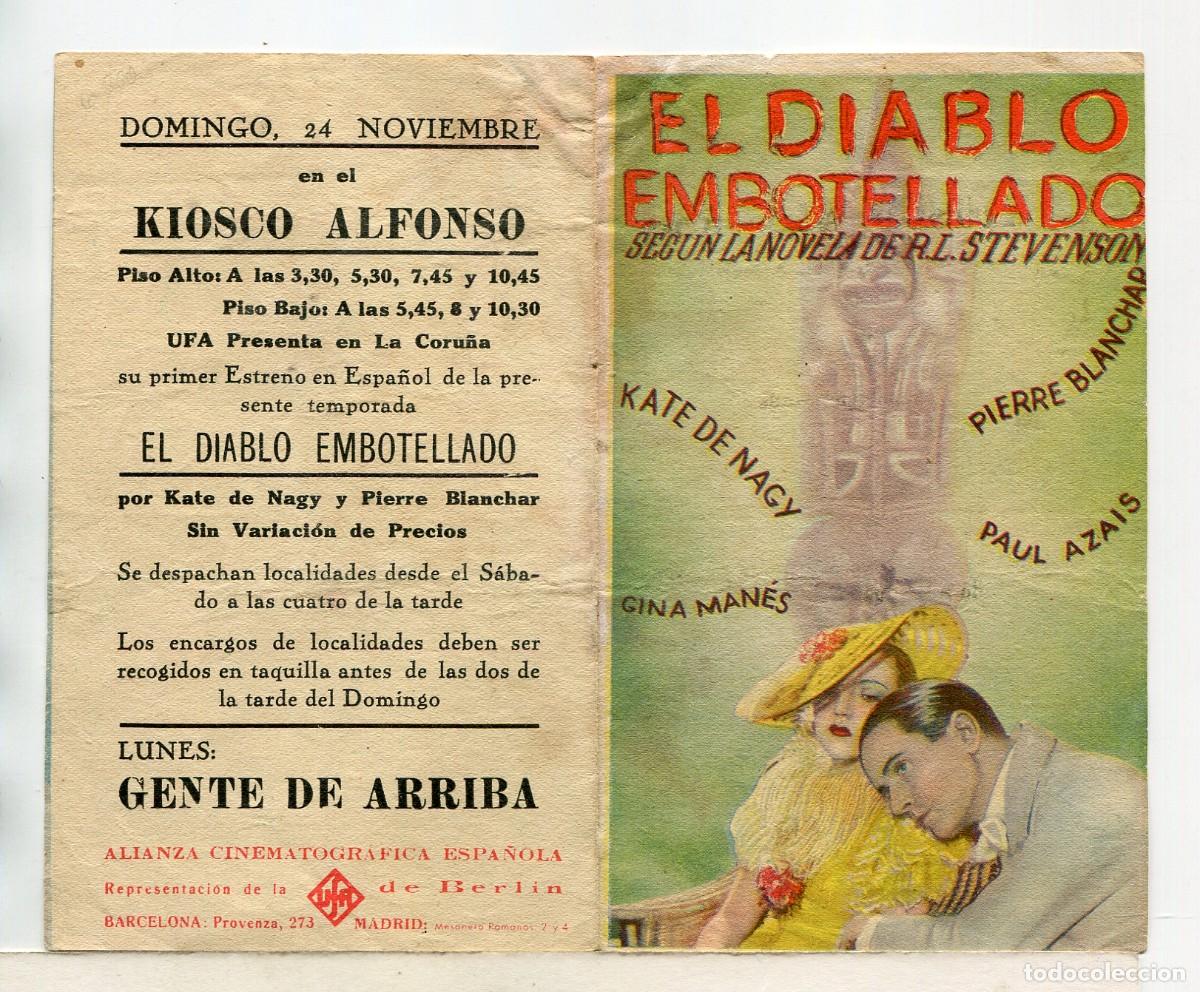 DOMINGO, 24 NOVIEMBRE
en el
KIOSCO ALFONSO
Piso Alto: A las 3,30, 5,30, 7,45 y 10,45
Piso Bajo: A las 5,45, 8 y 10,30
UFA Presenta en La Coruña
su primer Estreno en Español de la pre-
sente temporada
EL DIABLO EMBOTELLADO
por Kate de Nagy y Pierre Blanchar
Sin Variación de Precios
Se despachan localidades desde el Sába-
do a las cuatro de la tarde
Los encargos de localidades deben ser
recogidos en taquilla antes de las dos de
la tarde del Domingo
LUNES:
GENTE DE ARRIBA
ALIANZA CINEMATOGRAFICA ESPAÑOLA
Representación de la Ufa de Berlin
BARCELONA: Provenza, 273 MADRID: Mesonero Romanos, 2 y 4
EL DIABLO
EMBOTELLADO
SEGUN LA NOVELA DE R.L. STEVENSON
KATE DE NAGY
PIERRE BLANCHAR
PAUL AZAIS
GINA MANÉS
todocoleccion